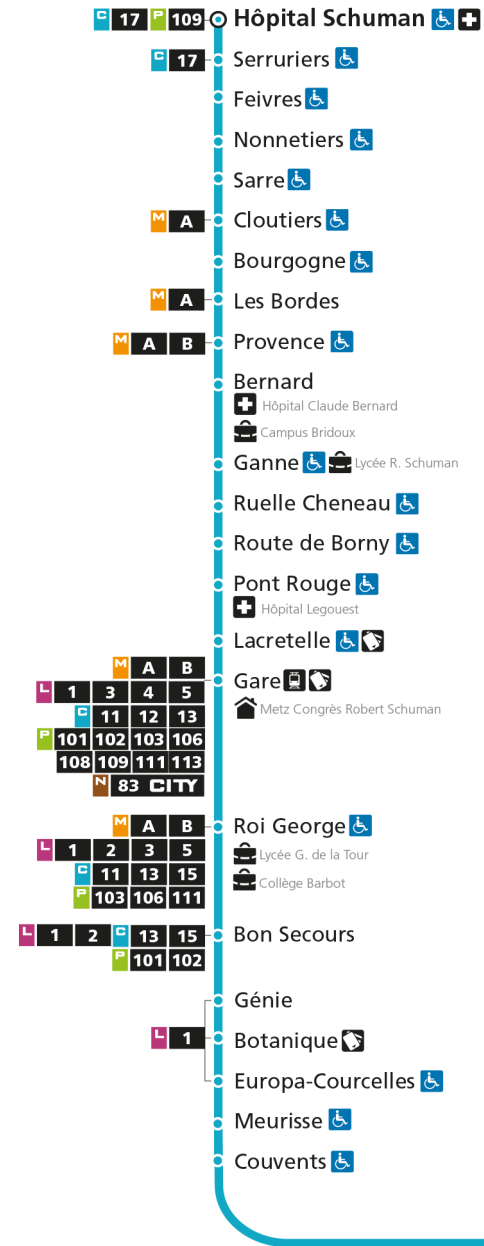 C 17 P 109 Hôpital Schuman
C 17 Serruriers
Feivres
Nonnetiers
Sarre
M A Cloutiers
Bourgogne
M A Les Bordes
M A B Provence
Bernard
Hôpital Claude Bernard
Campus Bridoux
Ganne Lycée R. Schuman
Ruelle Cheneau
Route de Borny
Pont Rouge
Hôpital Legouest
Lacretelle
M A B
Gare
L 1 3 4 5
Metz Congrès Robert Schuman
C 11 12 13
P 101 102 103 106
108 109 111 113
N 83 CITY
M A B Roi George
L 1 2 3 5 Lycée G. de la Tour
C 11 13 15 Collège Barbot
P 103 106 111
L 1 2 C 13 15 Bon Secours
P 101 102
Génie
L 1 Botanique
Europa-Courcelles
Meurisse
Couvents